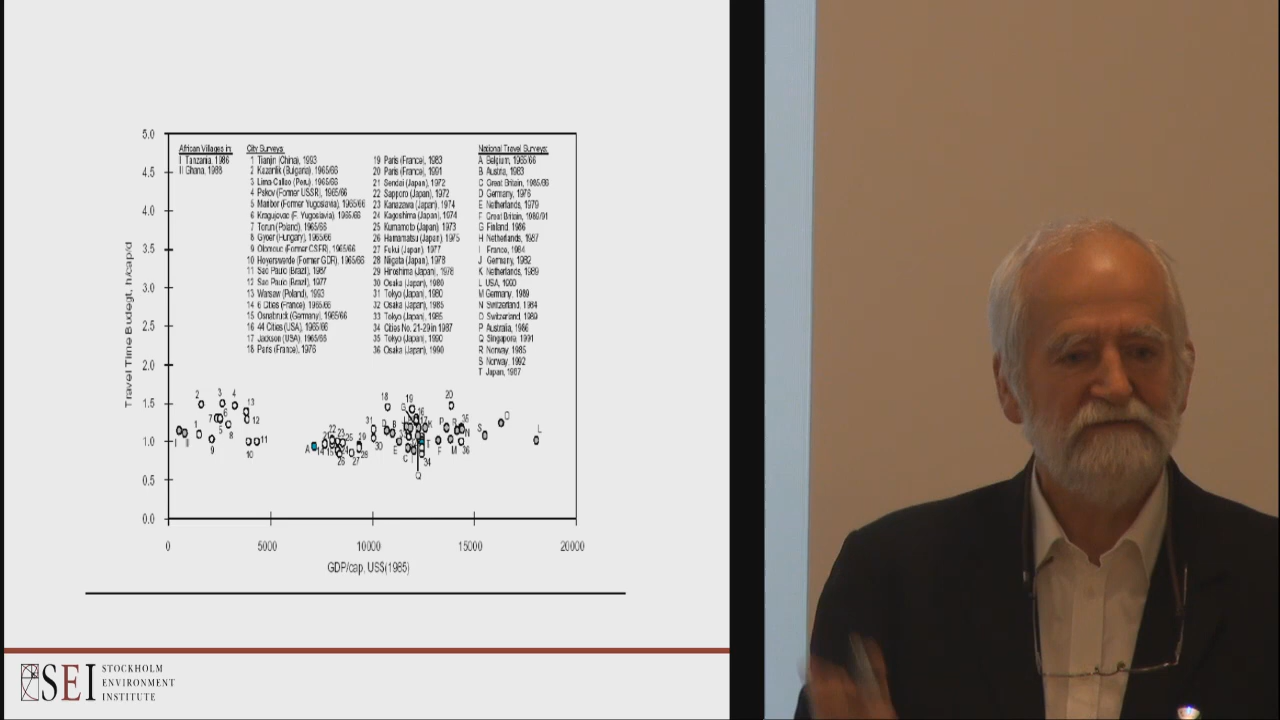 5.0
4.5
4.0
3.5
3.0
2.5
2.0
1.5
1.0
0.5
0.0
Travel Time Budegt, h/cap/d
African Villages in:
I Tanzania, 1986
II Ghana, 1988
City Surveys:
1 Tianjin (China), 1993
2 Kazanlik (Bulgaria), 1965/66
3 Lima-Callao (Peru), 1965/66
4 Pskov (Former USSR), 1965/66
5 Maribor (Former Yugoslavia), 1965/66
6 Kragujevac (F. Yugoslavia), 1965/66
7 Torun (Poland), 1965/66
8 Gyoer (Hungary), 1965/66
9 Olomouc (Former CSFR), 1965/66
10 Hoyerswerde (Former GDR), 1965/66
11 Sao Paulo (Brazil), 1987
12 Sao Paulo (Brazil), 1977
13 Warsaw (Poland), 1993
14 6 Cities (France), 1965/66
15 Osnabruck (Germany), 1965/66
16 44 Cities (USA), 1965/66
17 Jackson (USA), 1965/66
18 Paris (France), 1976
19 Paris (France), 1983
20 Paris (France), 1991
21 Sendai (Japan), 1972
22 Sapporo (Japan), 1972
23 Kanazawa (Japan), 1974
24 Kagoshima (Japan), 1974
25 Kumamoto (Japan), 1973
26 Hamamatsu (Japan), 1975
27 Fukui (Japan), 1977
28 Niigata (Japan), 1978
29 Hiroshima (Japan), 1978
30 Osaka (Japan), 1980
31 Tokyo (Japan), 1980
32 Osaka (Japan), 1985
33 Tokyo (Japan), 1985
34 Cities No. 21-29 in 1987
35 Tokyo (Japan), 1990
36 Osaka (Japan), 1990
National Travel Surveys:
A Belgium, 1965/66
B Austria, 1983
C Great Britain, 1985/86
D Germany, 1976
E Netherlands, 1979
F Great Britain, 1989/91
G Finland, 1986
H Netherlands, 1987
I France, 1984
J Germany, 1982
K Netherlands, 1989
L USA, 1990
M Germany, 1989
N Switzerland, 1984
O Switzerland, 1989
P Australia, 1986
Q Singapore, 1991
R Norway, 1985
S Norway, 1992
T Japan, 1987
0
5000
10000
15000
20000
GDP/cap, US$(1985)
SEI
STOCKHOLM
ENVIRONMENT
INSTITUTE